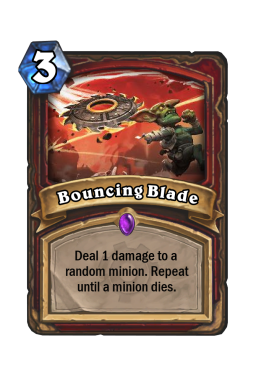 3
Bouncing Blade
Deal 1 damage to a
random minion. Repeat
until a minion dies.